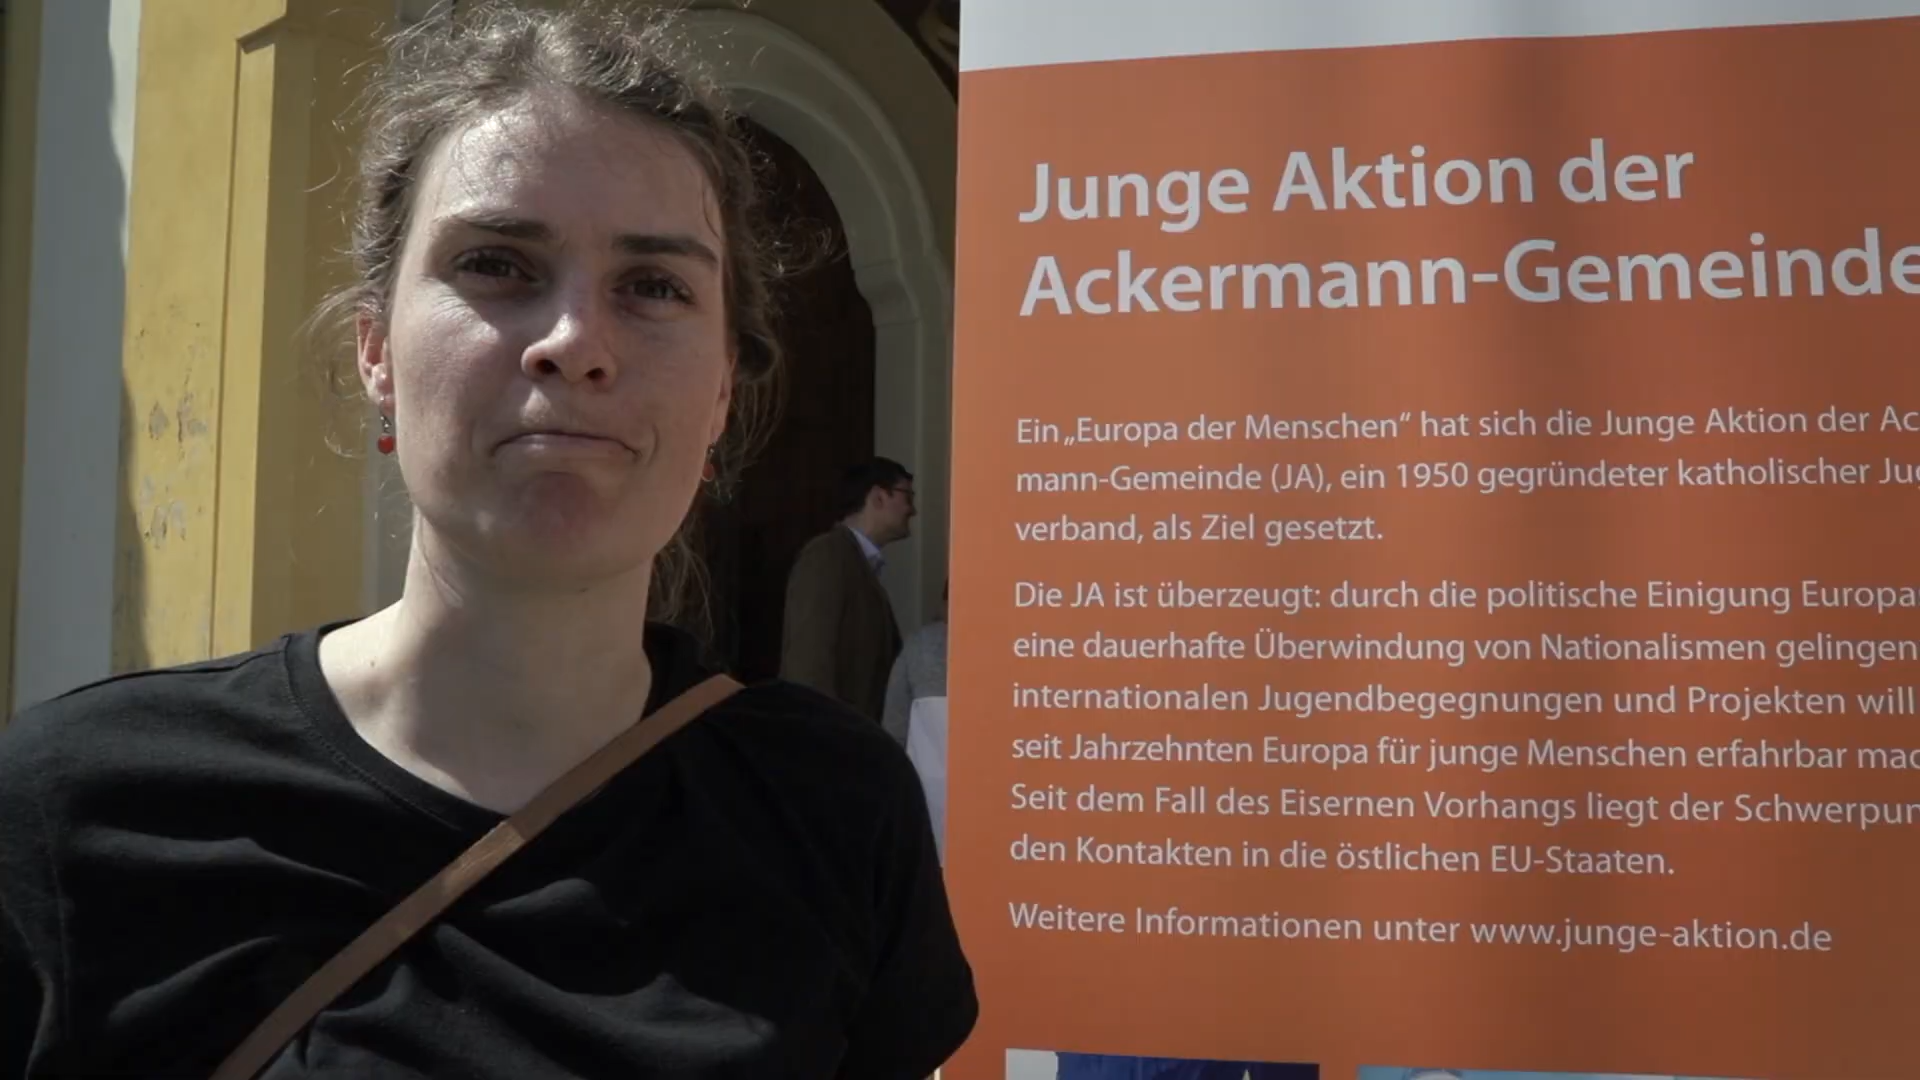 Junge Aktion der
Ackermann-Gemeinde
Ein „Europa der Menschen“ hat sich die Junge Aktion der Ac
mann-Gemeinde (JA), ein 1950 gegründeter katholischer Jug
verband, als Ziel gesetzt.
Die JA ist überzeugt: durch die politische Einigung Europa
eine dauerhafte Überwindung von Nationalismen gelingen
internationalen Jugendbegegnungen und Projekten will
seit Jahrzehnten Europa für junge Menschen erfahrbar mac
Seit dem Fall des Eisernen Vorhangs liegt der Schwerpun
den Kontakten in die östlichen EU-Staaten.
Weitere Informationen unter www.junge-aktion.de